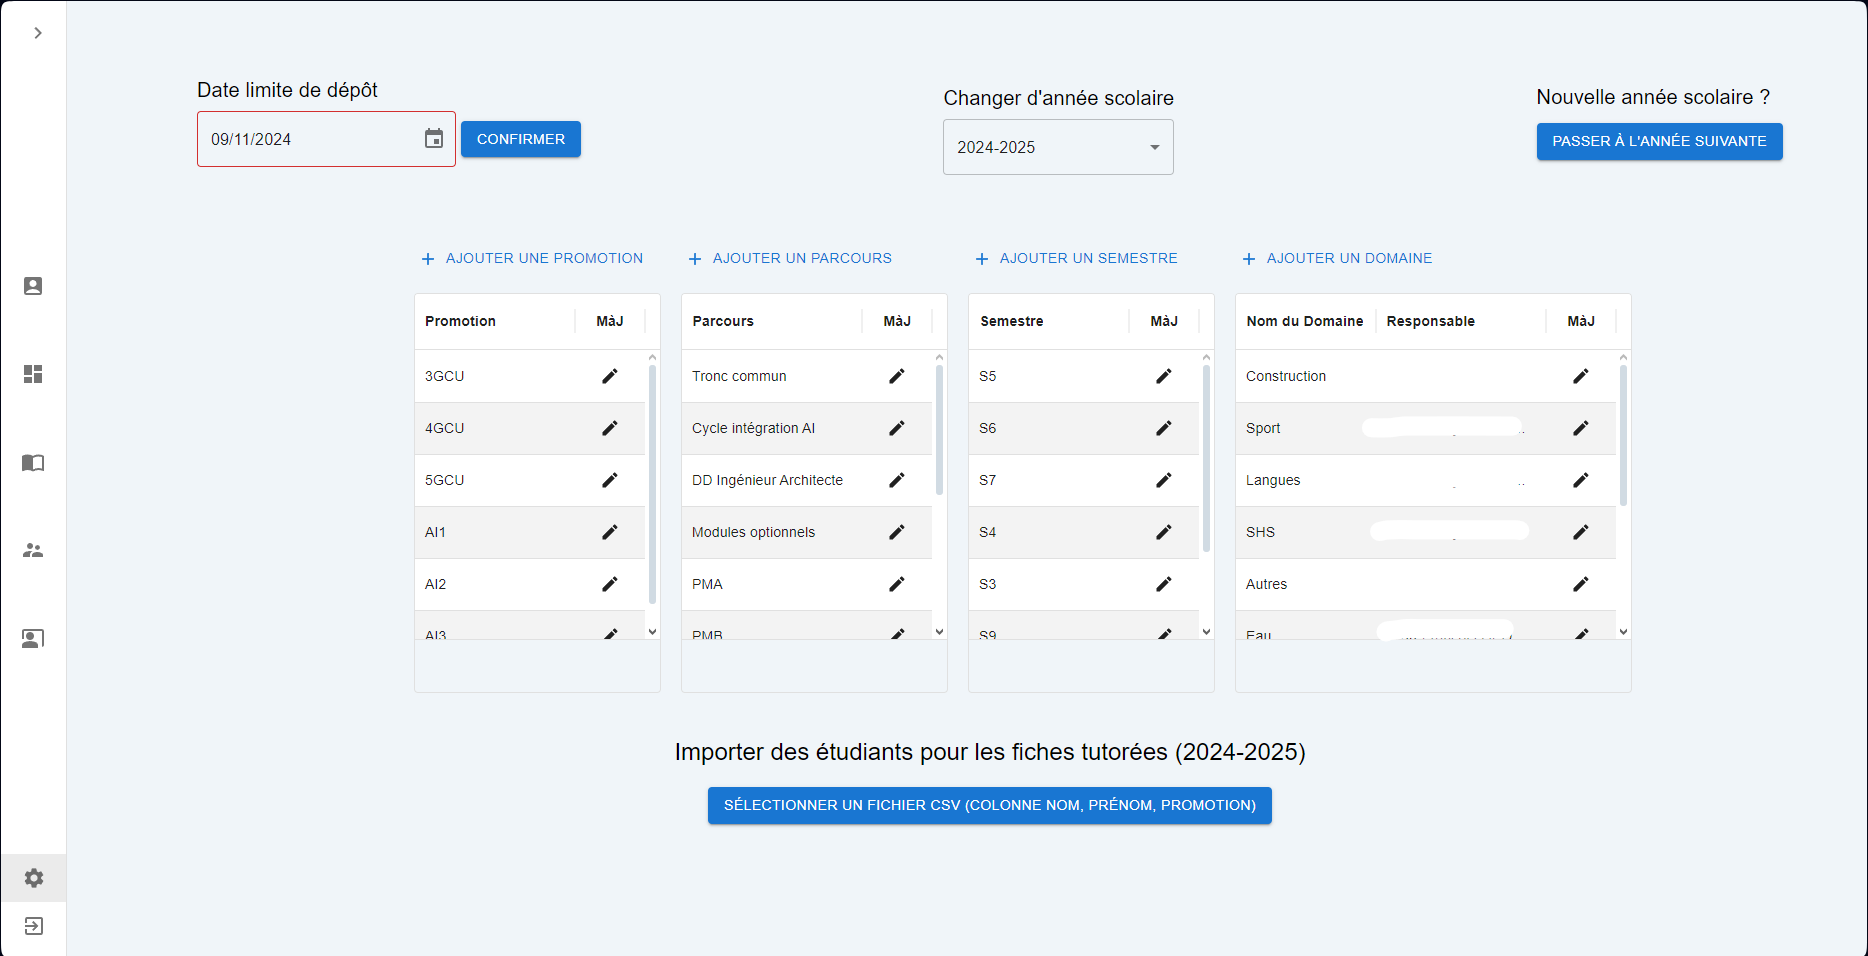 Date limite de dépôt
09/11/2024
CONFIRMER
Changer d'année scolaire
2024-2025
Nouvelle année scolaire ?
PASSER À L'ANNÉE SUIVANTE
+ AJOUTER UNE PROMOTION
+ AJOUTER UN PARCOURS
+ AJOUTER UN SEMESTRE
+ AJOUTER UN DOMAINE
Promotion MàJ
3GCU
4GCU
5GCU
AI1
AI2
AI3
Parcours MàJ
Tronc commun
Cycle intégration AI
DD Ingénieur Architecte
Modules optionnels
PMA
PMB
Semestre MàJ
S5
S6
S7
S4
S3
S9
Nom du Domaine Responsable MàJ
Construction
Sport
Langues
SHS
Autres
Eau
Importer des étudiants pour les fiches tutorées (2024-2025)
SÉLECTIONNER UN FICHIER CSV (COLONNE NOM, PRÉNOM, PROMOTION)